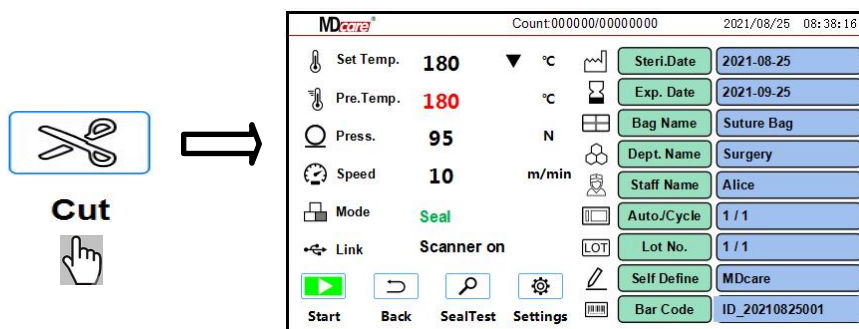 MDcare® Count:000000/00000000 2021/08/25 08:38:16
Set Temp. 180 ▼ ℃
Pre.Temp. 180 ℃
Press. 95 N
Speed 10 m/min
Mode Seal
Link Scanner on
Start Back SealTest Settings
Steri.Date 2021-08-25
Exp. Date 2021-09-25
Bag Name Suture Bag
Dept. Name Surgery
Staff Name Alice
Auto./Cycle 1 / 1
LOT Lot No. 1 / 1
Self Define MDcare
Bar Code ID_20210825001
Cut